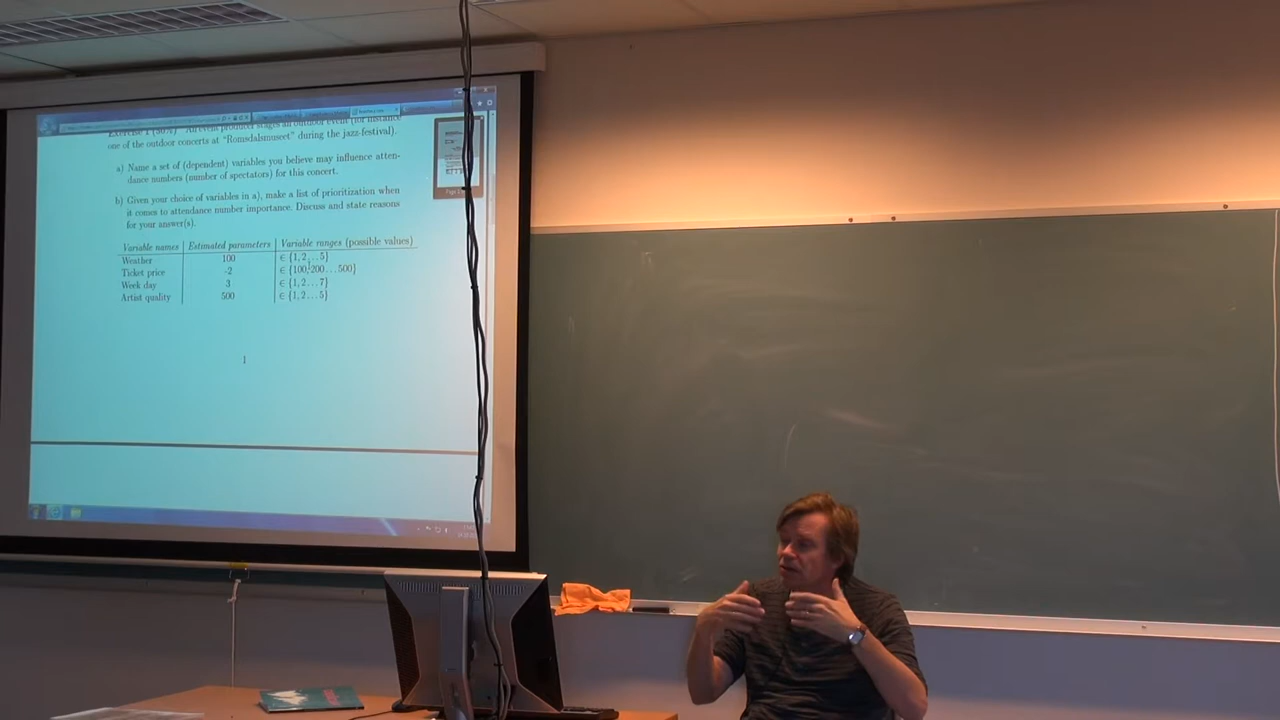 Exercise 1 (30%) An event producer stages an outdoor event (for instance
one of the outdoor concerts at "Romsdalsmuseet" during the jazz-festival).
a) Name a set of (dependent) variables you believe may influence atten-
dance numbers (number of spectators) for this concert.
b) Given your choice of variables in a), make a list of prioritization when
it comes to attendance number importance. Discuss and state reasons
for your answer(s).
Variable names Estimated parameters Variable ranges (possible values)
Weather 100 ∈ {1, 2 … 5}
Ticket price -2 ∈ {100, 200 … 500}
Week day 3 ∈ {1, 2 … 7}
Artist quality 500 ∈ {1, 2 … 5}
1